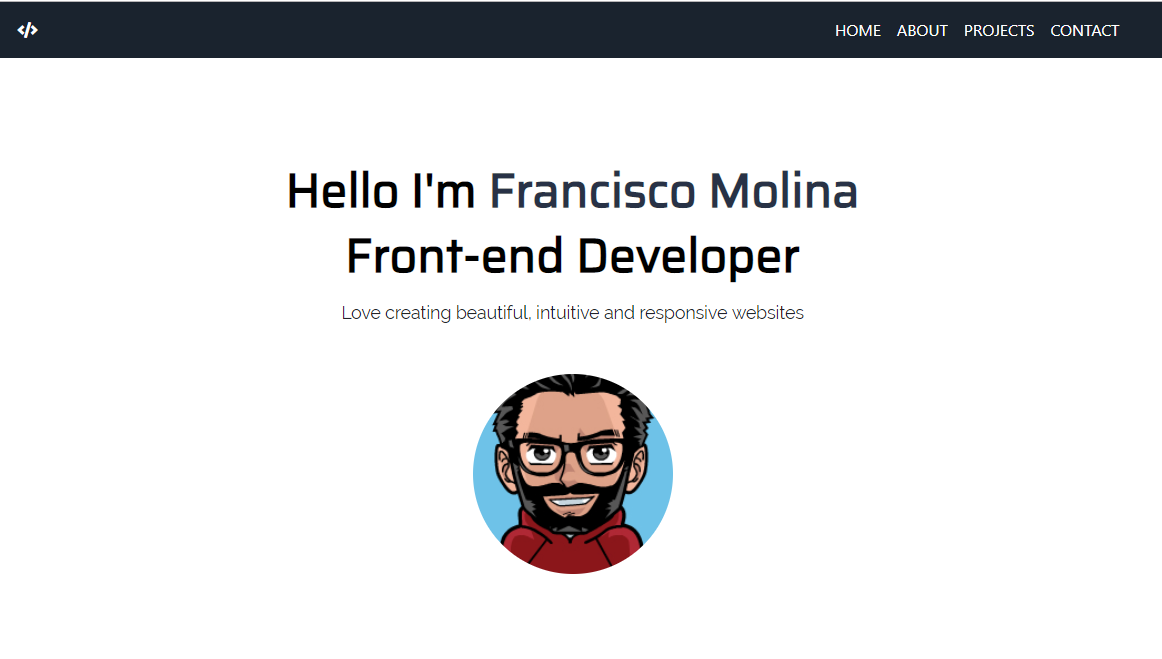 </> HOME ABOUT PROJECTS CONTACT
Hello I'm Francisco Molina
Front-end Developer
Love creating beautiful, intuitive and responsive websites